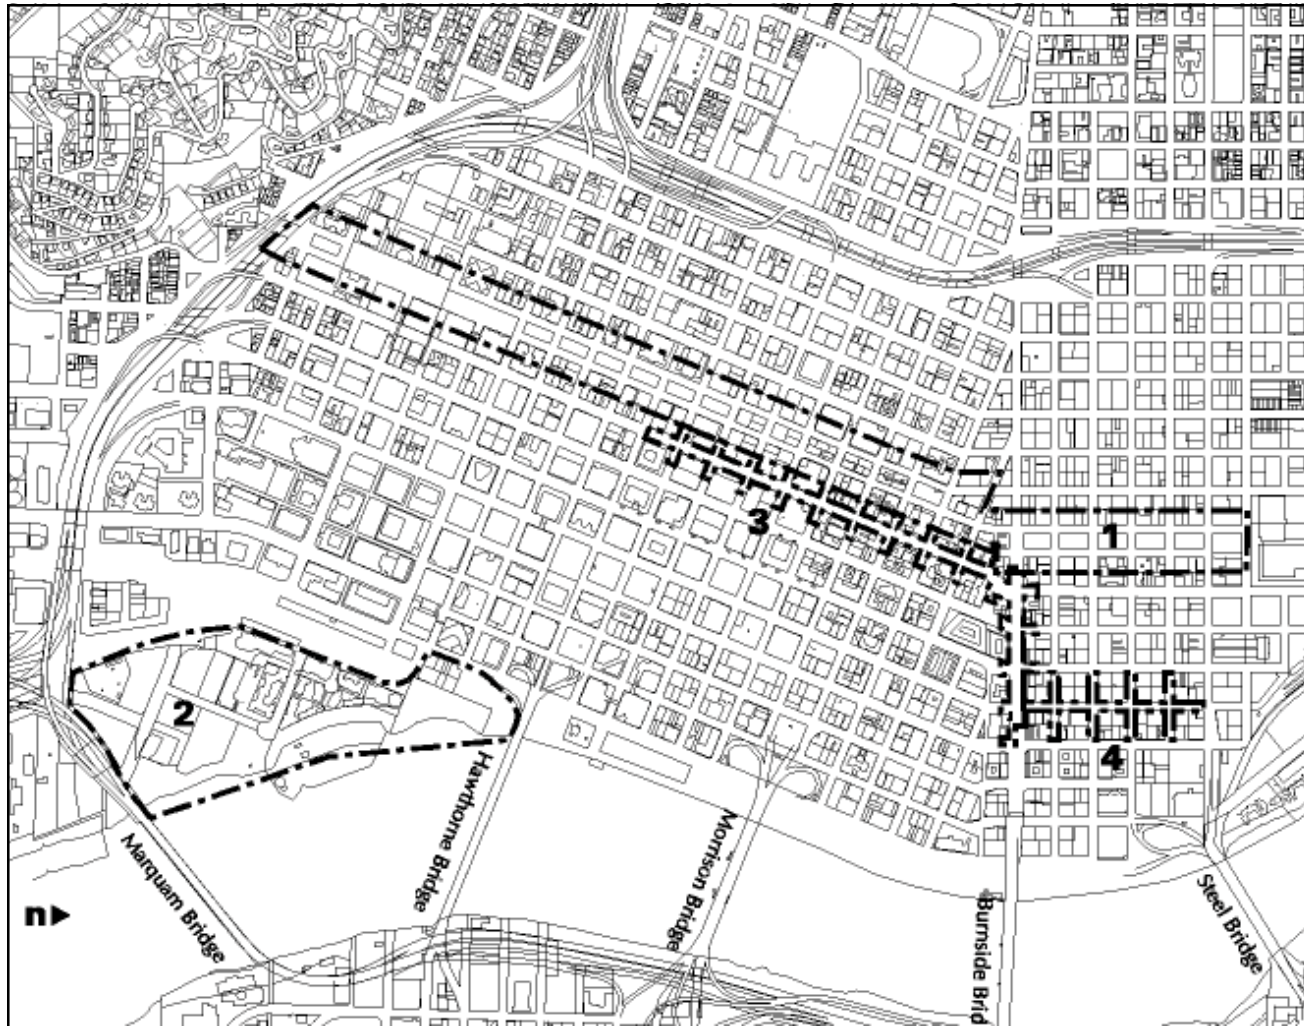 1
3
2
4
Hawthorne Bridge
Morrison Bridge
Marquam Bridge
Burnside Brid
Steel Bridge
n